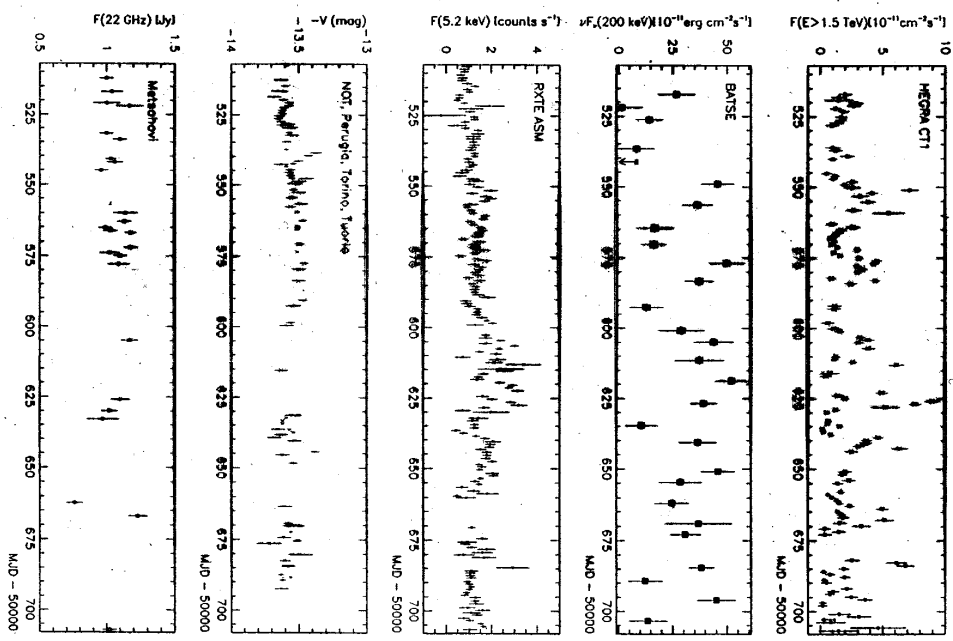 F(E>1.5 TeV)[10⁻¹¹cm⁻²s⁻¹]
0 5 10
HEGRA CT1
525 550 575 600 625 650 675 700
MJD - 50000
νFᵥ(200 keV)[10⁻¹¹erg cm⁻²s⁻¹]
0 25 50
BATSE
525 550 575 600 625 650 675 700
MJD - 50000
F(5.2 keV) [counts s⁻¹]
0 2 4
RXTE ASM
525 550 575 600 625 650 675 700
MJD - 50000
-V (mag)
-14 -13.5 -13
NOT, Perugia, Torino, Tuorla
525 550 575 600 625 650 675 700
MJD - 50000
F(22 GHz) [Jy]
0.5 1 1.5
Metsahovi
525 550 575 600 625 650 675 700
MJD - 50000